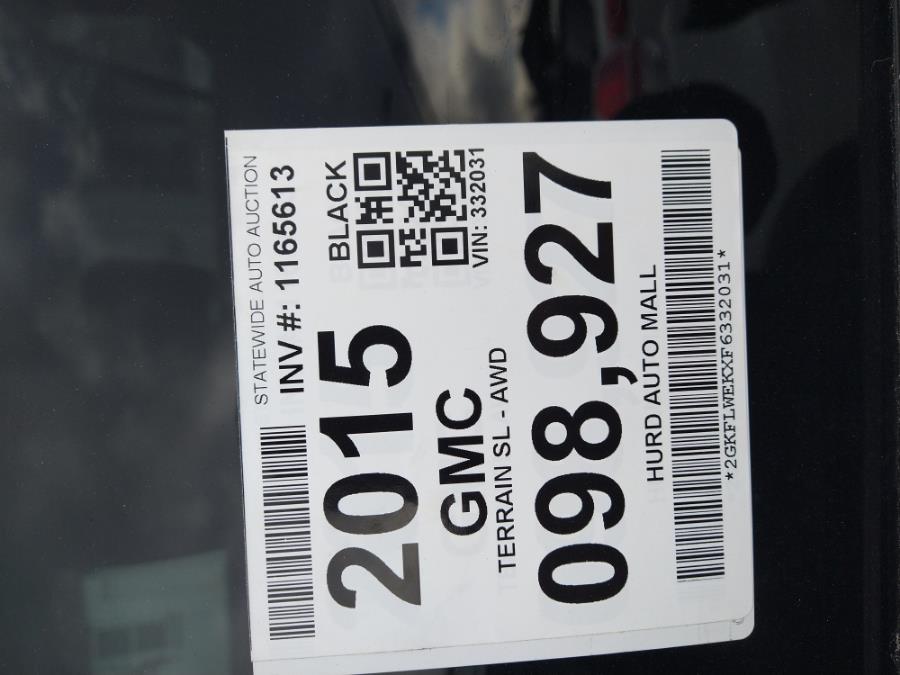 STATEWIDE AUTO AUCTION
INV #: 1165613
2015
BLACK
GMC
VIN: 332031
TERRAIN SL - AWD
098,927
HURD AUTO MALL
*2GKFLWEKXF6332031*